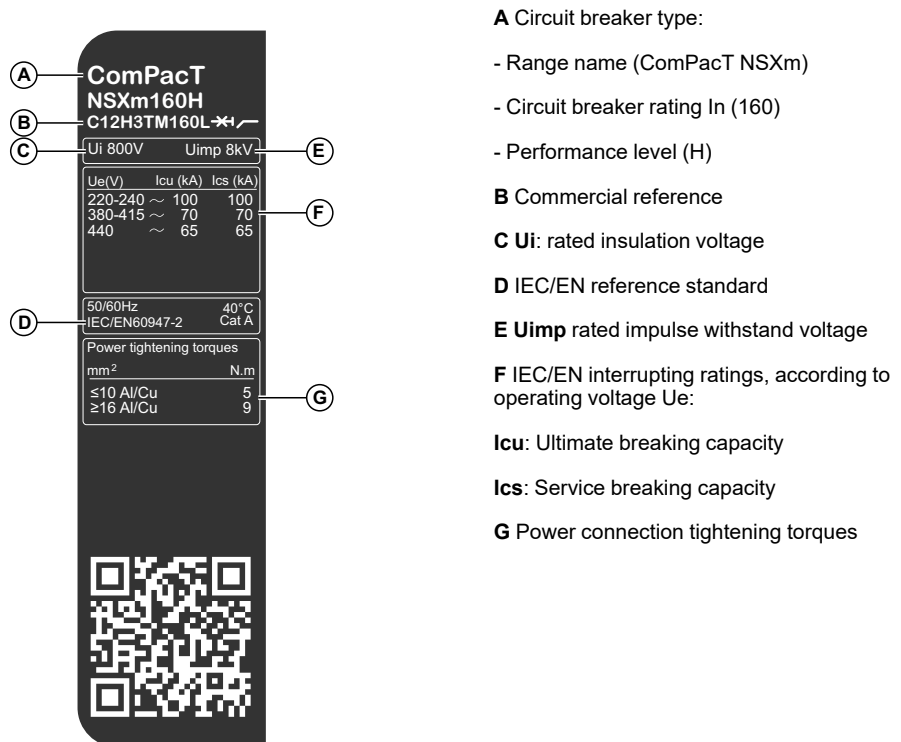 A
ComPacT
NSXm160H
B
C12H3TM160L
C
Ui 800V Uimp 8kV
E
Ue(V) Icu (kA) Ics (kA)
220-240 ~ 100 100
380-415 ~ 70 70
440 ~ 65 65
F
50/60Hz 40°C
D
IEC/EN60947-2 Cat A
Power tightening torques
mm² N.m
≤10 Al/Cu 5
≥16 Al/Cu 9
G
A Circuit breaker type:
- Range name (ComPacT NSXm)
- Circuit breaker rating In (160)
- Performance level (H)
B Commercial reference
C Ui: rated insulation voltage
D IEC/EN reference standard
E Uimp rated impulse withstand voltage
F IEC/EN interrupting ratings, according to
operating voltage Ue:
Icu: Ultimate breaking capacity
Ics: Service breaking capacity
G Power connection tightening torques